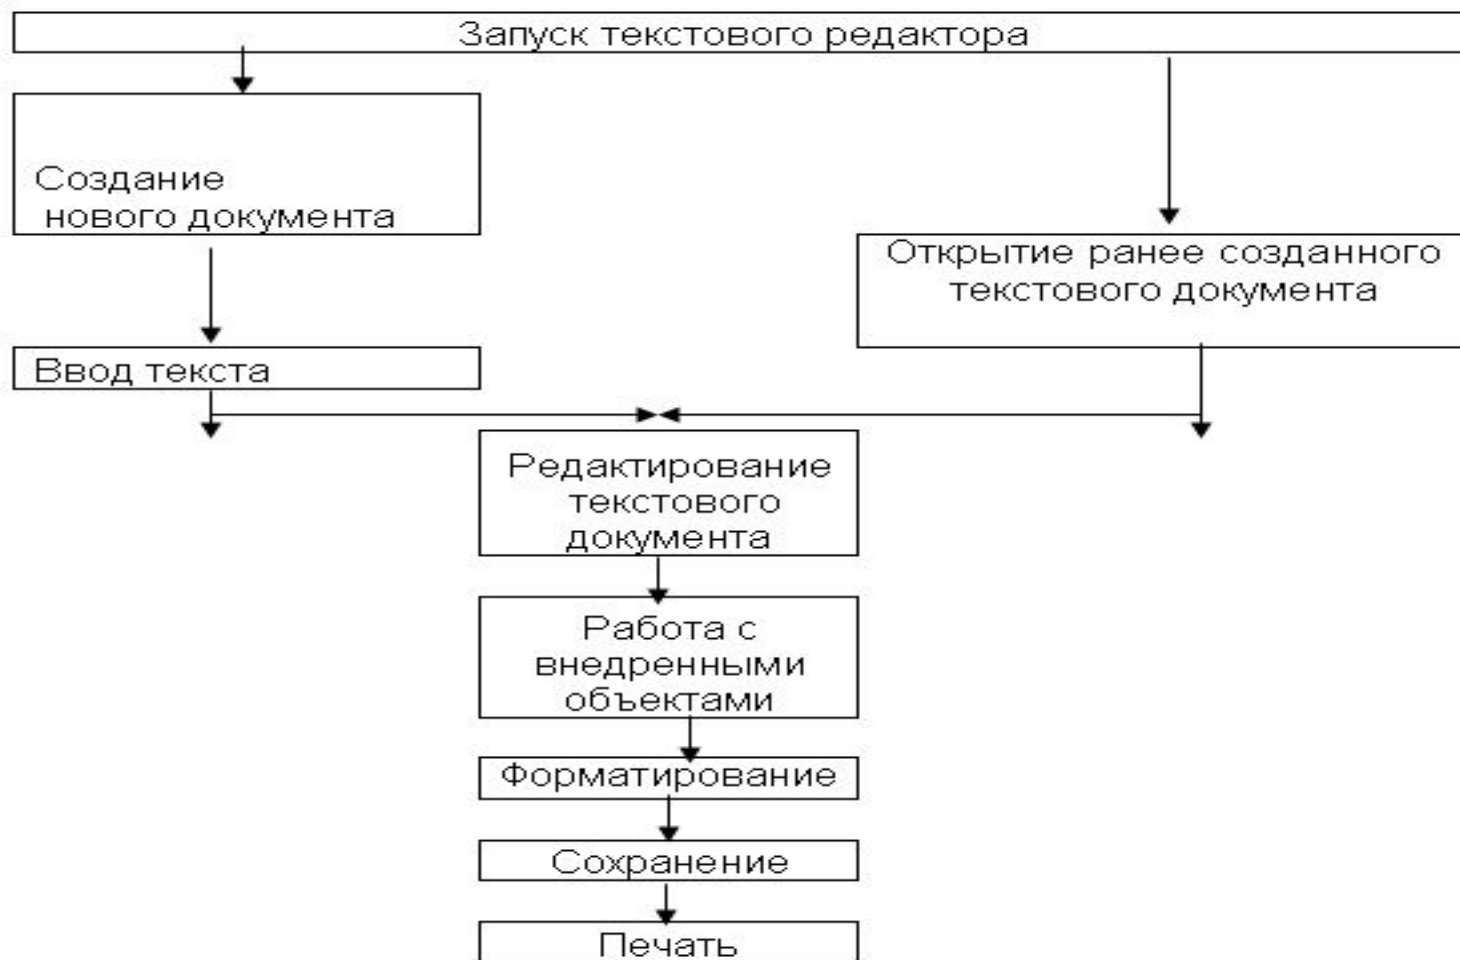 Запуск текстового редактора
Создание
нового документа
Открытие ранее созданного
текстового документа
Ввод текста
Редактирование
текстового
документа
Работа с
внедренными
объектами
Форматирование
Сохранение
Печать